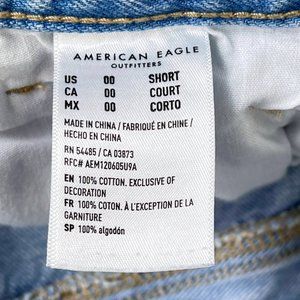 AMERICAN EAGLE
OUTFITTERS
US 00 SHORT
CA 00 COURT
MX 00 CORTO
MADE IN CHINA / FABRIQUÉ EN CHINE /
HECHO EN CHINA
RN 54485 / CA 03873
RFC# AEM120605U9A
EN 100% COTTON. EXCLUSIVE OF
DECORATION
FR 100% COTON. À L'EXCEPTION DE LA
GARNITURE
SP 100% algodón